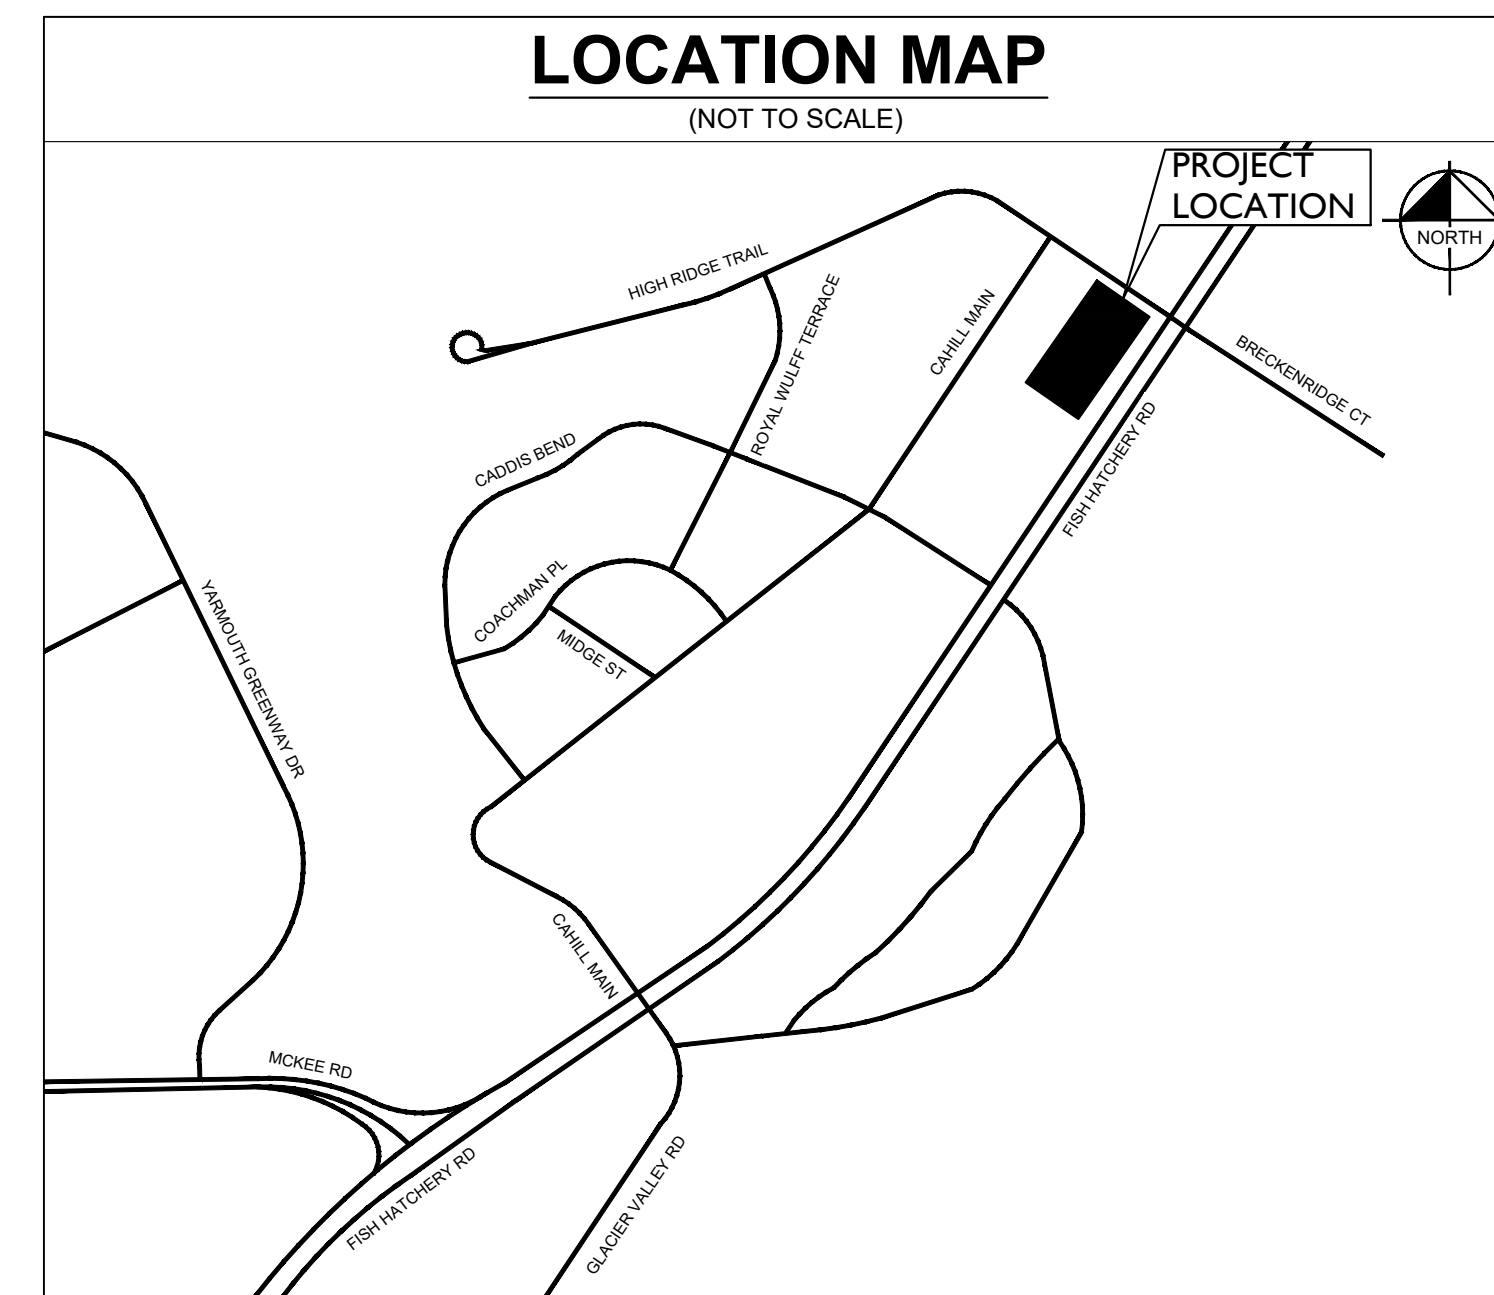 LOCATION MAP
(NOT TO SCALE)
PROJECT
LOCATION
NORTH
HIGH RIDGE TRAIL
ROYAL WULFF TERRACE
CAHILL MAIN
BRECKENRIDGE CT
FISH HATCHERY RD
CADDIS BEND
COACHMAN PL
MIDGE ST
YARMOUTH GREENWAY DR
CAHILL MAIN
MCKEE RD
FISH HATCHERY RD
GLACIER VALLEY RD